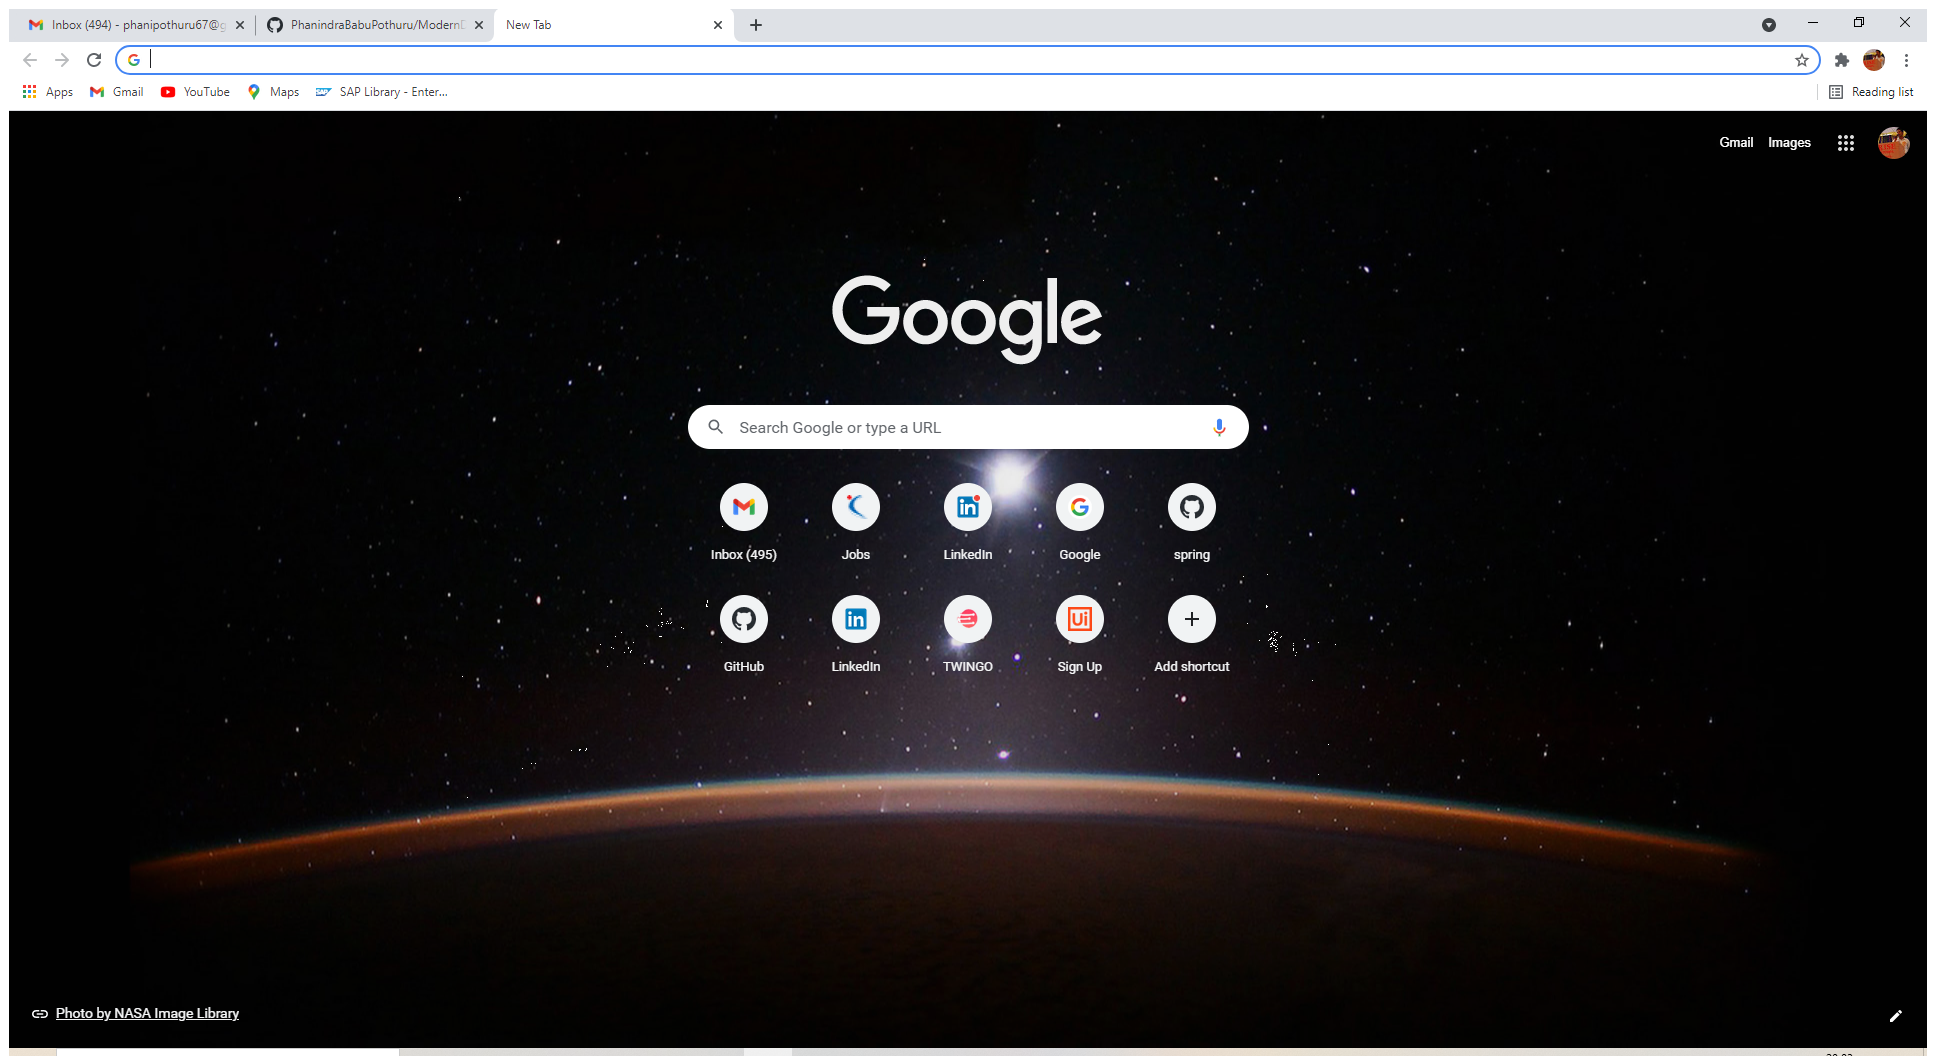 Inbox (494) - phanipothuru67@g
PhanindraBabuPothuru/ModernD
New Tab
Apps
Gmail
YouTube
Maps
SAP Library - Enter...
Reading list
Gmail
Images
Google
Search Google or type a URL
Inbox (495)
Jobs
LinkedIn
Google
spring
GitHub
LinkedIn
TWINGO
Sign Up
Add shortcut
Photo by NASA Image Library